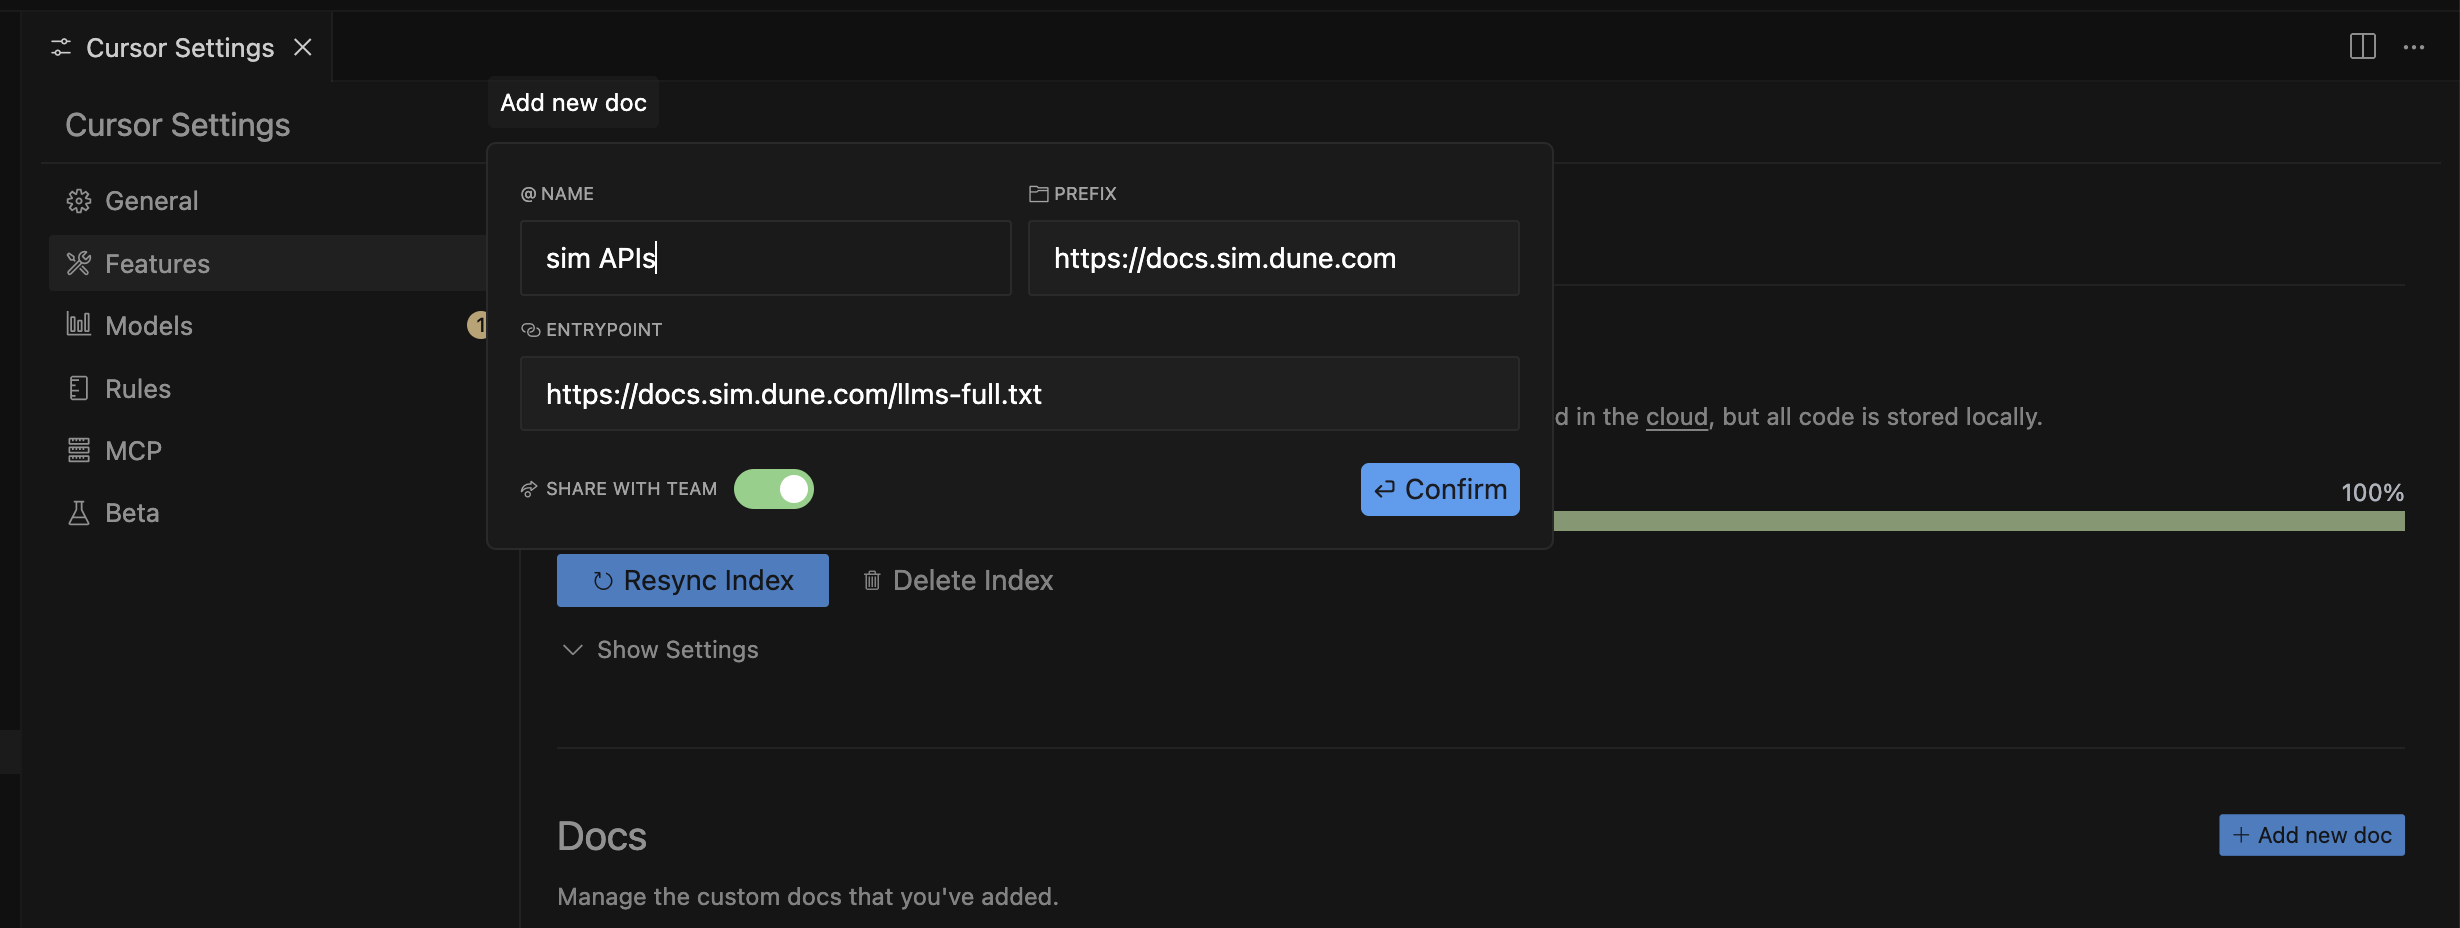 Cursor Settings
Cursor Settings
General
Features
Models
1
Rules
MCP
Beta
Add new doc
@ NAME
PREFIX
sim APIs
https://docs.sim.dune.com
ENTRYPOINT
https://docs.sim.dune.com/llms-full.txt
SHARE WITH TEAM
Confirm
d in the cloud, but all code is stored locally.
100%
Resync Index
Delete Index
Show Settings
Docs
+ Add new doc
Manage the custom docs that you've added.